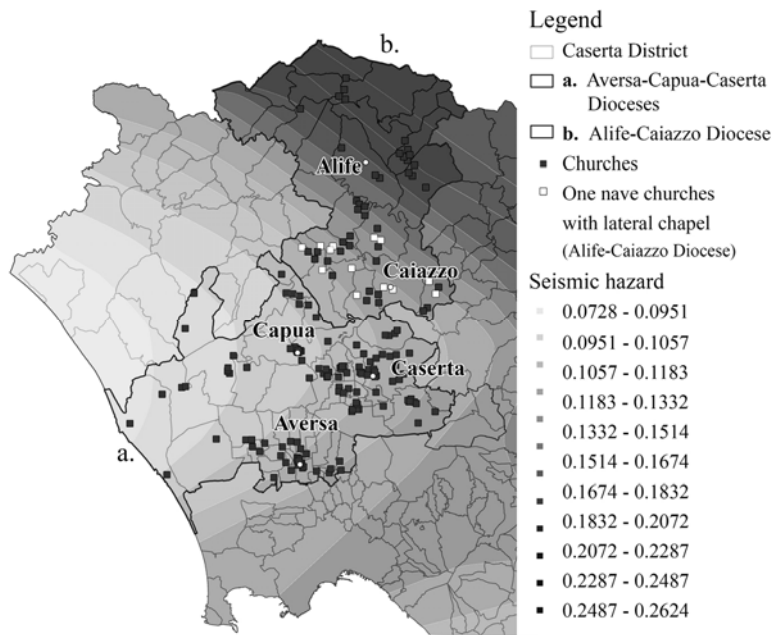 b.
Alife
Caiazzo
Capua
Caserta
Aversa
a.
Legend
Caserta District
a. Aversa-Capua-Caserta
Dioceses
b. Alife-Caiazzo Diocese
Churches
One nave churches
with lateral chapel
(Alife-Caiazzo Diocese)
Seismic hazard
0.0728 - 0.0951
0.0951 - 0.1057
0.1057 - 0.1183
0.1183 - 0.1332
0.1332 - 0.1514
0.1514 - 0.1674
0.1674 - 0.1832
0.1832 - 0.2072
0.2072 - 0.2287
0.2287 - 0.2487
0.2487 - 0.2624